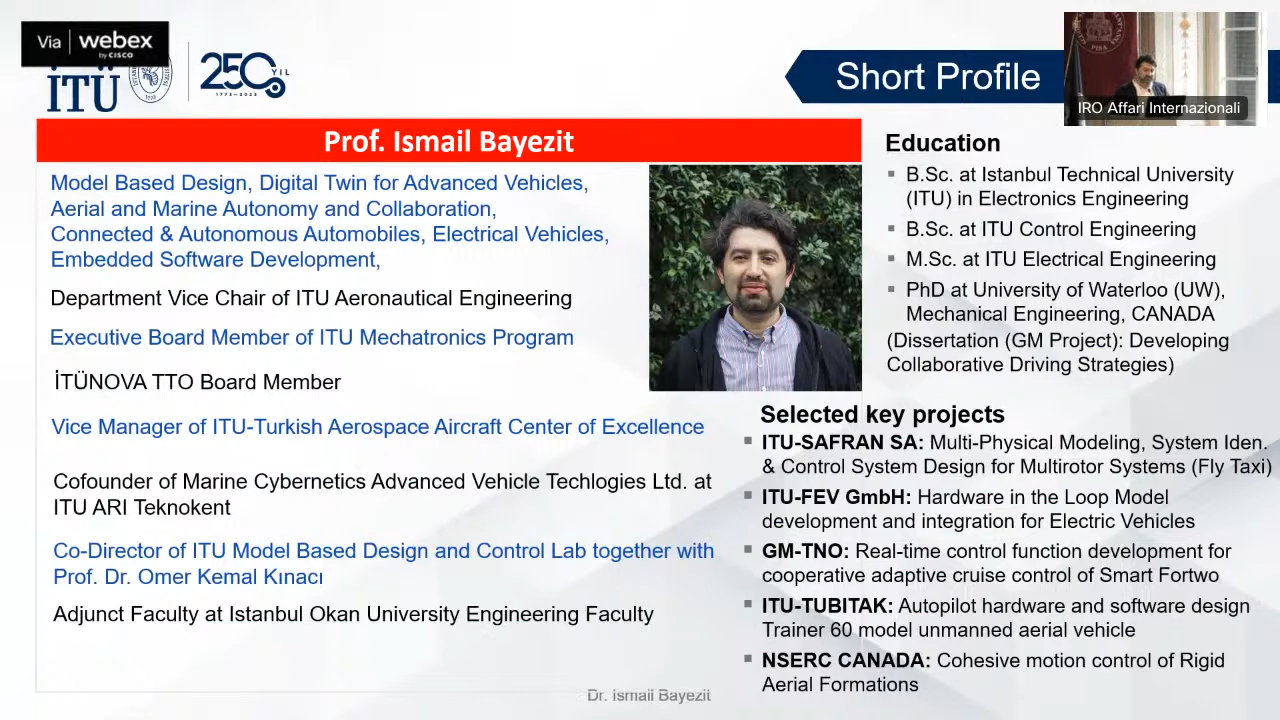 Via webex
by CISCO
İTÜ
250 YIL
1773-2023
Short Profile
IRO Affari Internazionali
Prof. Ismail Bayezit
Model Based Design, Digital Twin for Advanced Vehicles,
Aerial and Marine Autonomy and Collaboration,
Connected & Autonomous Automobiles, Electrical Vehicles,
Embedded Software Development,
Department Vice Chair of ITU Aeronautical Engineering
Executive Board Member of ITU Mechatronics Program
İTÜNOVA TTO Board Member
Vice Manager of ITU-Turkish Aerospace Aircraft Center of Excellence
Cofounder of Marine Cybernetics Advanced Vehicle Techlogies Ltd. at
ITU ARI Teknokent
Co-Director of ITU Model Based Design and Control Lab together with
Prof. Dr. Omer Kemal Kınacı
Adjunct Faculty at Istanbul Okan University Engineering Faculty
Education
▪ B.Sc. at Istanbul Technical University
(ITU) in Electronics Engineering
▪ B.Sc. at ITU Control Engineering
▪ M.Sc. at ITU Electrical Engineering
▪ PhD at University of Waterloo (UW),
Mechanical Engineering, CANADA
(Dissertation (GM Project): Developing
Collaborative Driving Strategies)
Selected key projects
▪ ITU-SAFRAN SA: Multi-Physical Modeling, System Iden.
& Control System Design for Multirotor Systems (Fly Taxi)
▪ ITU-FEV GmbH: Hardware in the Loop Model
development and integration for Electric Vehicles
▪ GM-TNO: Real-time control function development for
cooperative adaptive cruise control of Smart Fortwo
▪ ITU-TUBITAK: Autopilot hardware and software design
Trainer 60 model unmanned aerial vehicle
▪ NSERC CANADA: Cohesive motion control of Rigid
Aerial Formations
Dr. Ismail Bayezit